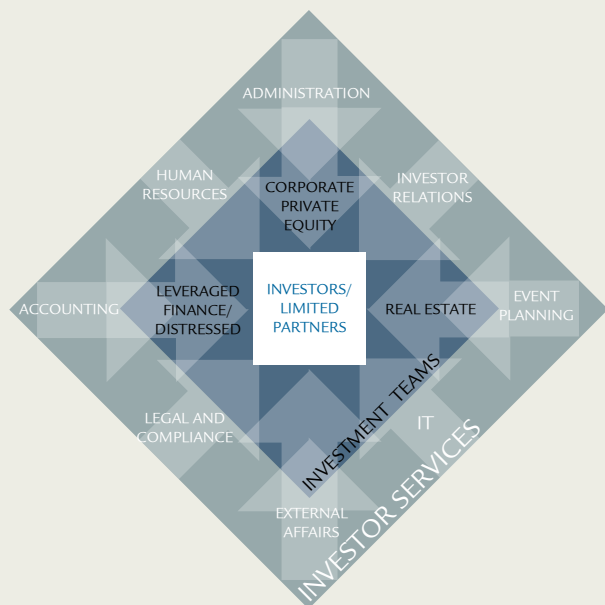 ADMINISTRATION
HUMAN
RESOURCES
INVESTOR
RELATIONS
CORPORATE
PRIVATE
EQUITY
ACCOUNTING
LEVERAGED
FINANCE/
DISTRESSED
INVESTORS/
LIMITED
PARTNERS
REAL ESTATE
EVENT
PLANNING
LEGAL AND
COMPLIANCE
IT
INVESTMENT TEAMS
EXTERNAL
AFFAIRS
INVESTOR SERVICES